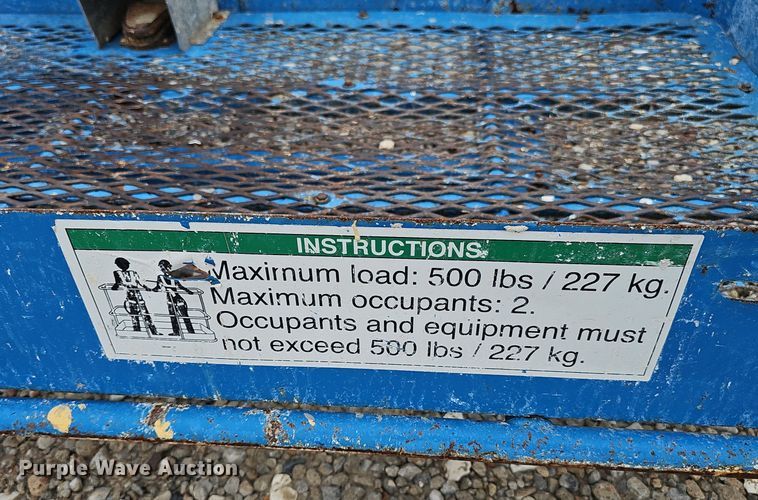 INSTRUCTIONS
Maximum load: 500 lbs / 227 kg.
Maximum occupants: 2.
Occupants and equipment must
not exceed 500 lbs / 227 kg.
Purple Wave Auction